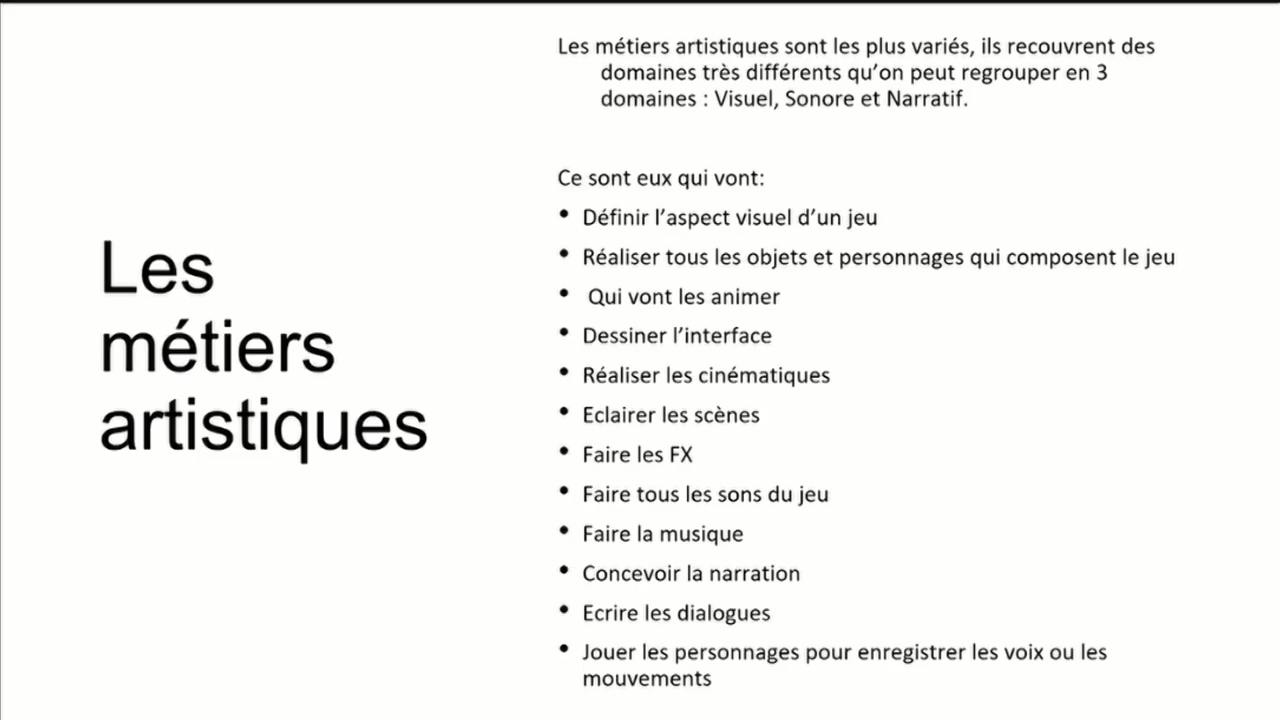 Les
métiers
artistiques
Les métiers artistiques sont les plus variés, ils recouvrent des
domaines très différents qu’on peut regrouper en 3
domaines : Visuel, Sonore et Narratif.
Ce sont eux qui vont:
• Définir l’aspect visuel d’un jeu
• Réaliser tous les objets et personnages qui composent le jeu
• Qui vont les animer
• Dessiner l’interface
• Réaliser les cinématiques
• Eclairer les scènes
• Faire les FX
• Faire tous les sons du jeu
• Faire la musique
• Concevoir la narration
• Ecrire les dialogues
• Jouer les personnages pour enregistrer les voix ou les
mouvements